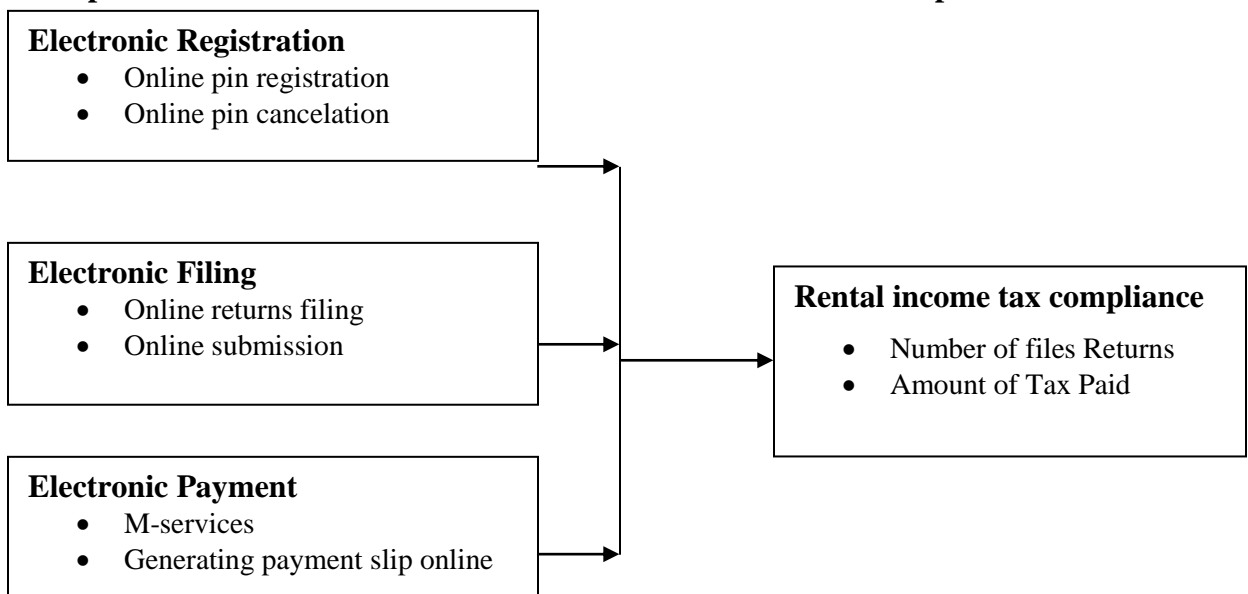 Electronic Registration
• Online pin registration
• Online pin cancelation
Electronic Filing
• Online returns filing
• Online submission
Electronic Payment
• M-services
• Generating payment slip online
Rental income tax compliance
• Number of files Returns
• Amount of Tax Paid